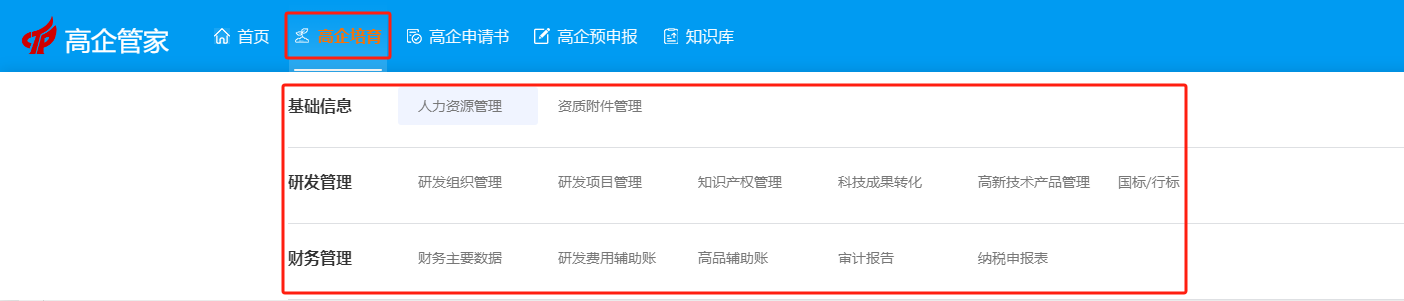 高企管家 首页 高企培育 高企申请书 高企预申报 知识库
基础信息 人力资源管理 资质附件管理
研发管理 研发组织管理 研发项目管理 知识产权管理 科技成果转化 高新技术产品管理 国标/行标
财务管理 财务主要数据 研发费用辅助账 高品辅助账 审计报告 纳税申报表